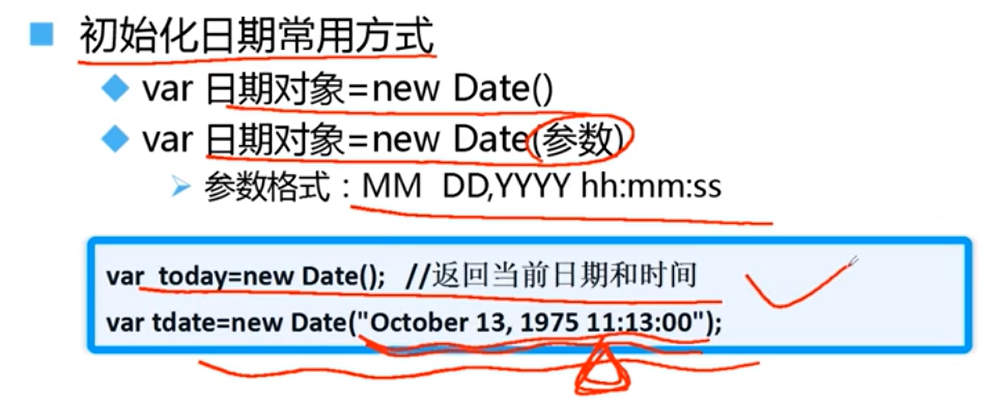 初始化日期常用方式
var 日期对象=new Date()
var 日期对象=new Date(参数)
参数格式：MM DD,YYYY hh:mm:ss
var today=new Date(); //返回当前日期和时间
var tdate=new Date("October 13, 1975 11:13:00");